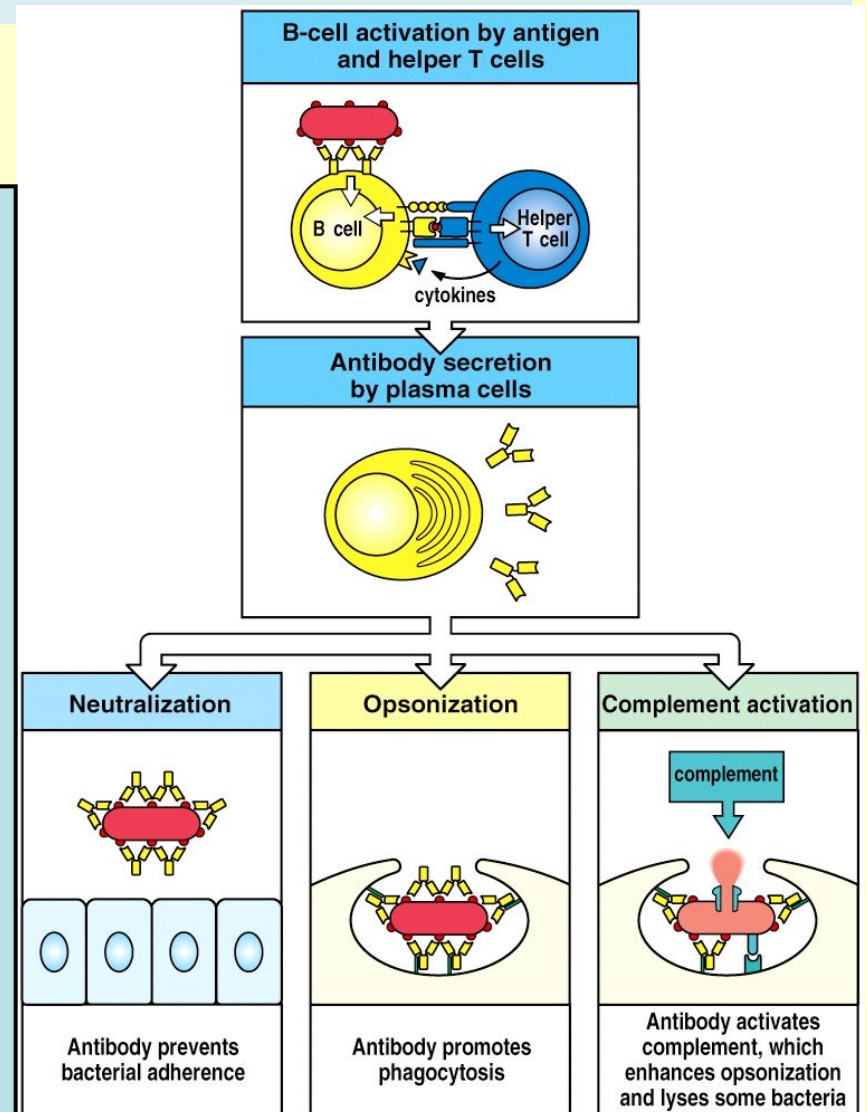 B-cell activation by antigen
and helper T cells
B cell
Helper
T cell
cytokines
Antibody secretion
by plasma cells
Neutralization
Opsonization
Complement activation
complement
Antibody prevents
bacterial adherence
Antibody promotes
phagocytosis
Antibody activates
complement, which
enhances opsonization
and lyses some bacteria